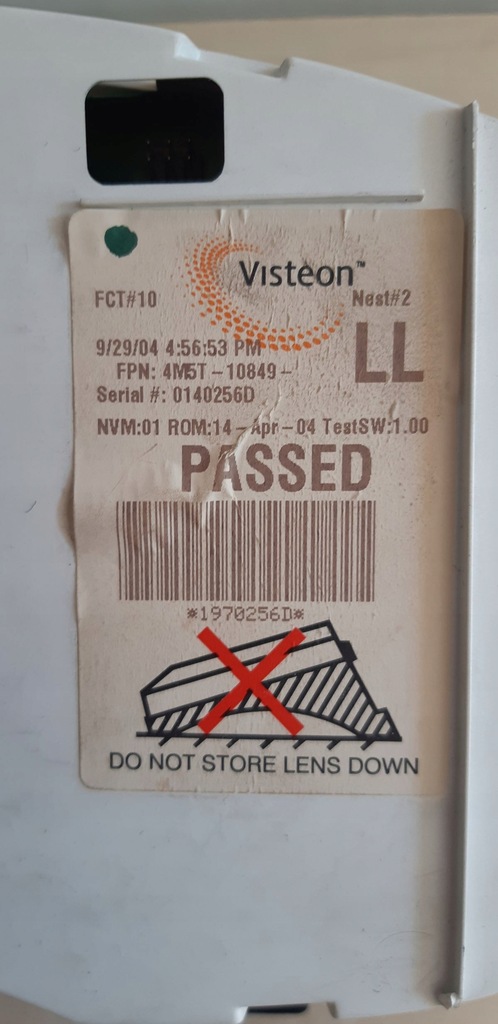 Visteon™
FCT#10 Nest#2
9/29/04 4:56:53 PM
LL
FPN: 4M5T-10849-
Serial #: 0140256D
NVM:01 ROM:14-Apr-04 TestSW:1.00
PASSED
*1970256D*
DO NOT STORE LENS DOWN